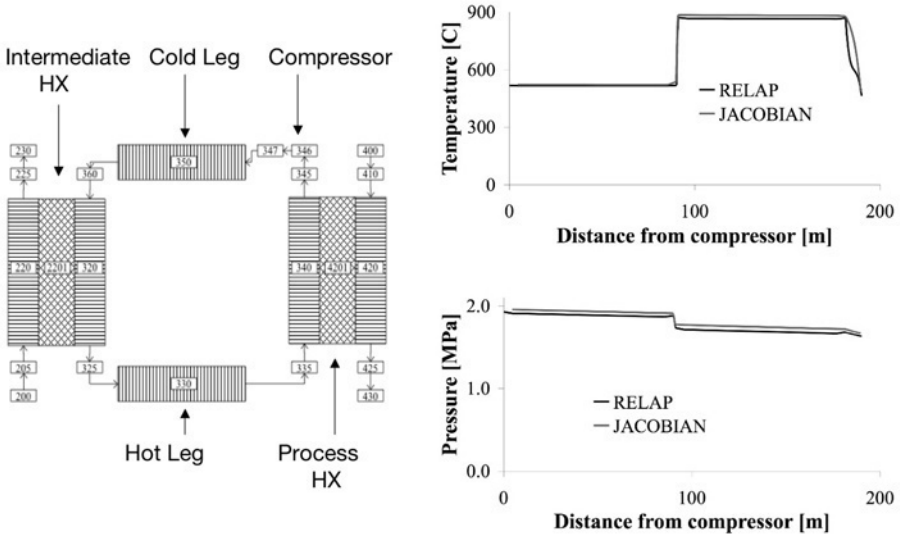 Intermediate
HX
Cold Leg
Compressor
230
225
360
350
347
346
345
400
410
220
2201
320
340
4201
420
205
200
325
330
335
425
430
Hot Leg
Process
HX
900
600
300
0
Temperature [C]
RELAP
JACOBIAN
0
100
200
Distance from compressor [m]
2.0
1.0
0.0
Pressure [MPa]
RELAP
JACOBIAN
0
100
200
Distance from compressor [m]